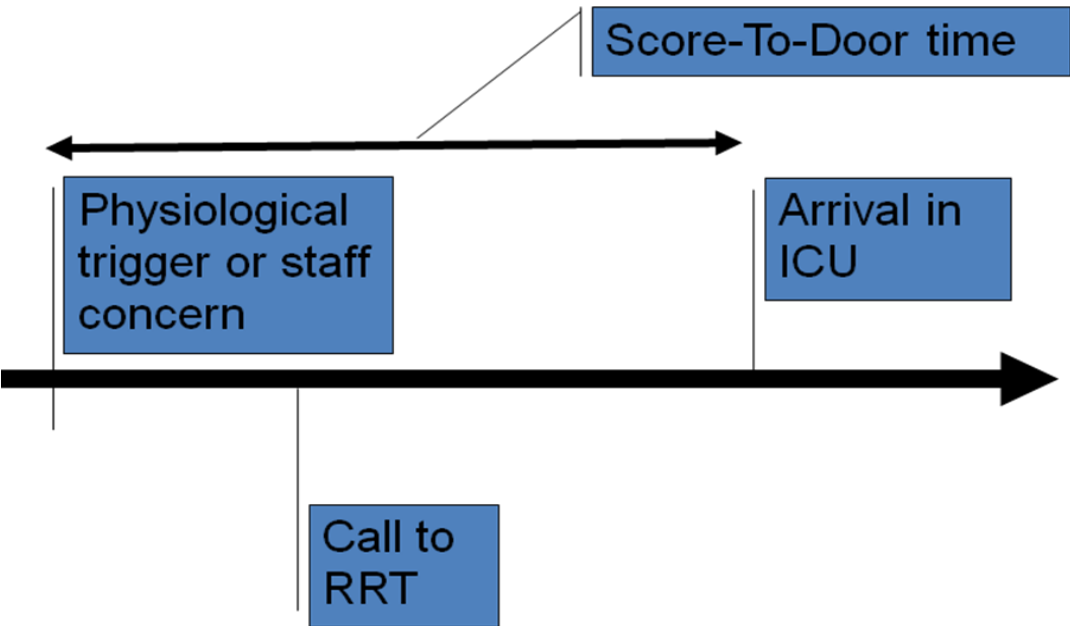 Score-To-Door time
Physiological
trigger or staff
concern
Arrival in
ICU
Call to
RRT